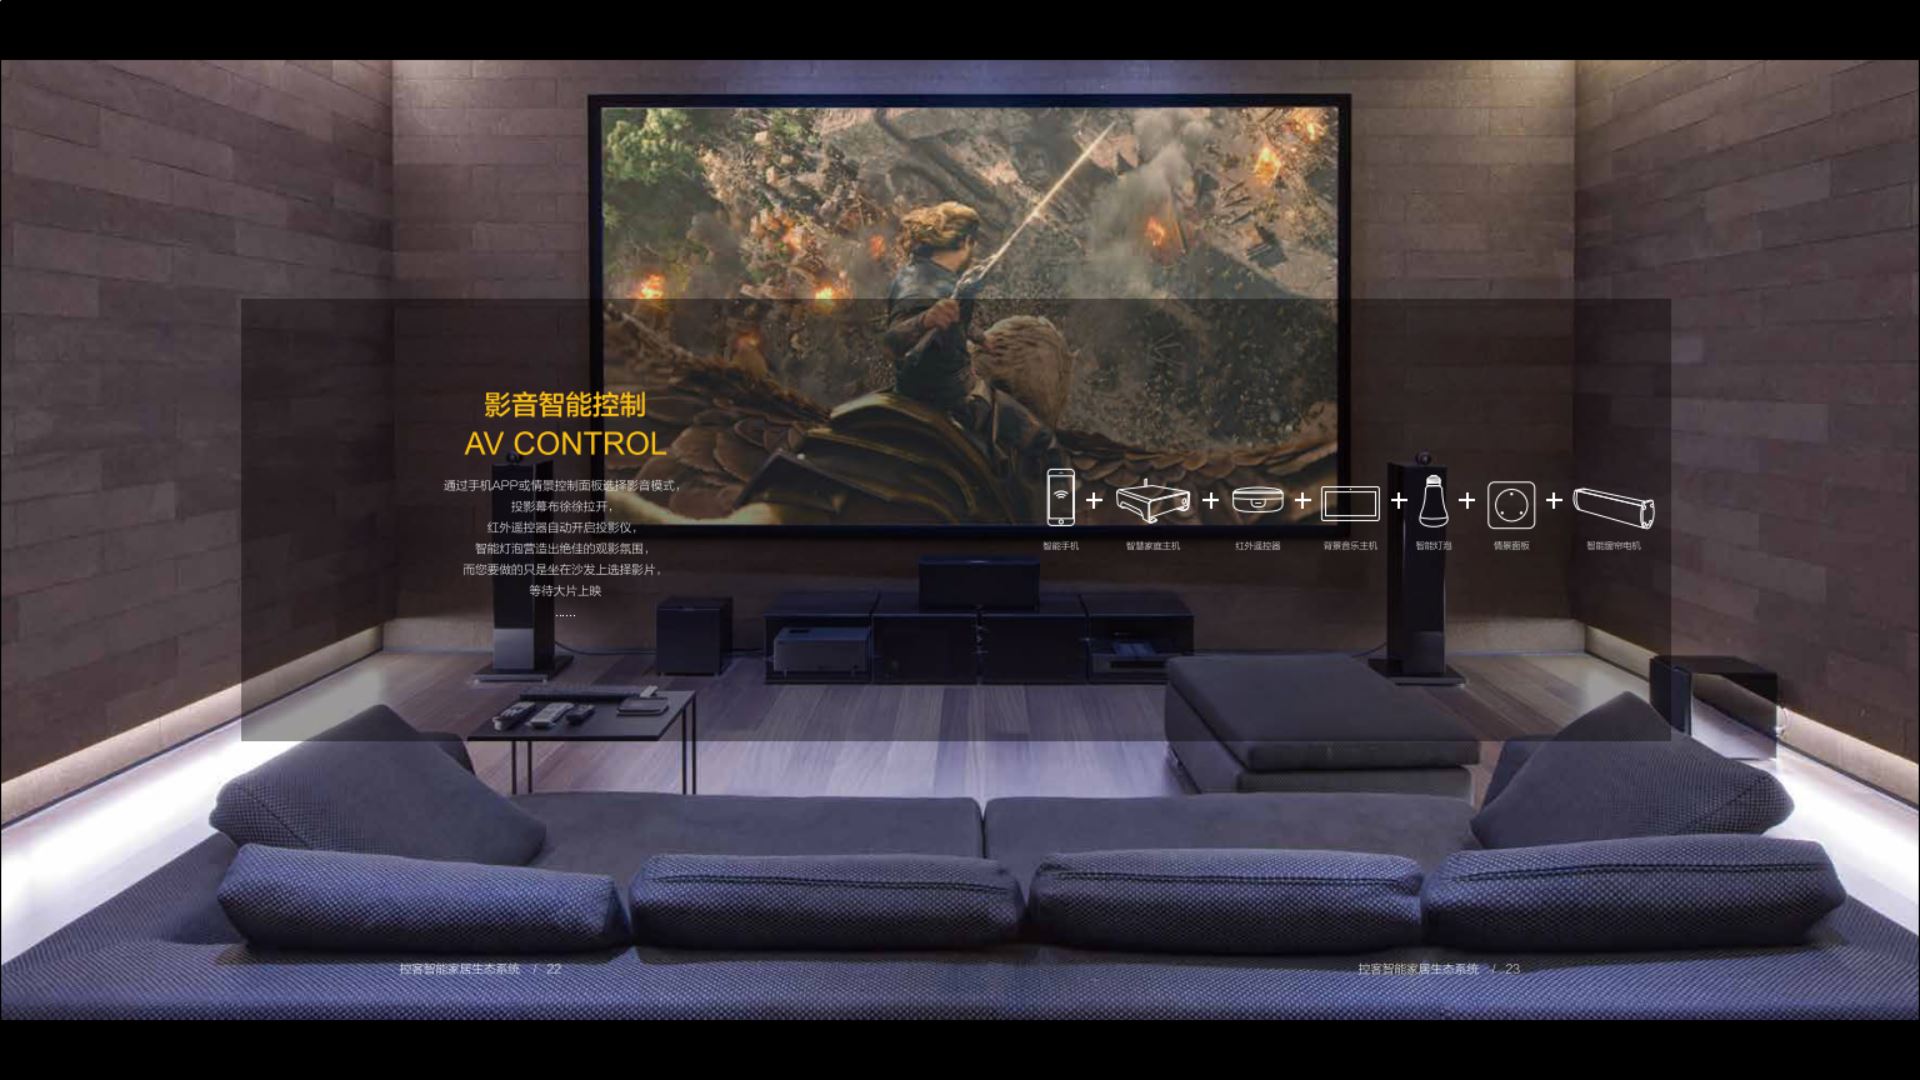 影音智能控制
AV CONTROL
通过手机APP或情景控制面板选择影音模式，
投影幕布徐徐拉开，
红外遥控器自动开启投影仪，
智能灯泡营造出绝佳的观影氛围，
而您要做的只是坐在沙发上选择影片，
等待大片上映
......
+ + + + + +
智能手机 智慧家庭主机 红外遥控器 背景音乐主机 智能灯泡 情景面板 智能窗帘电机
控客智能家居生态系统 / 22
控客智能家居生态系统 / 23